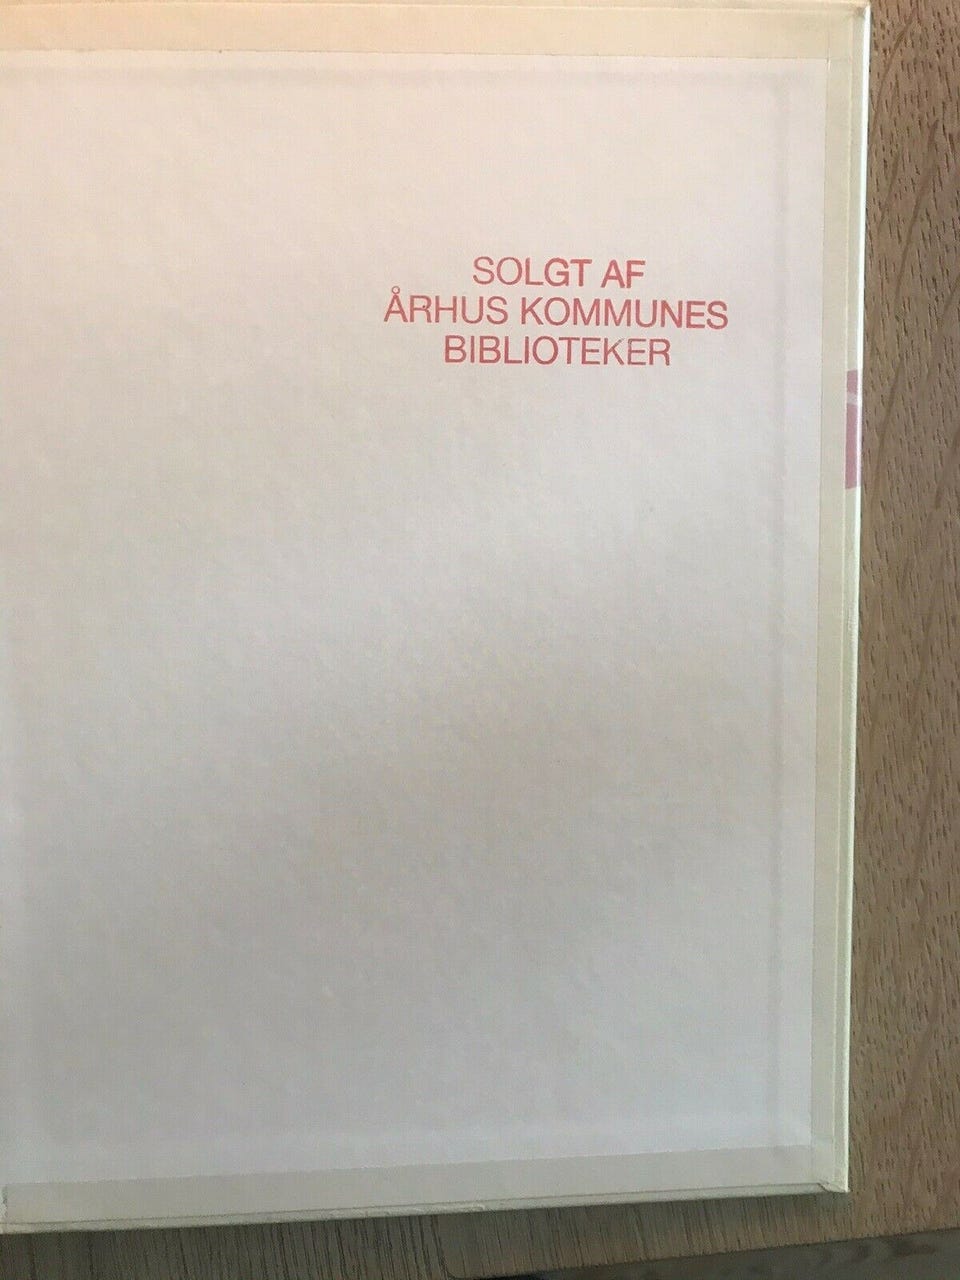 SOLGT AF
ÅRHUS KOMMUNES
BIBLIOTEKER